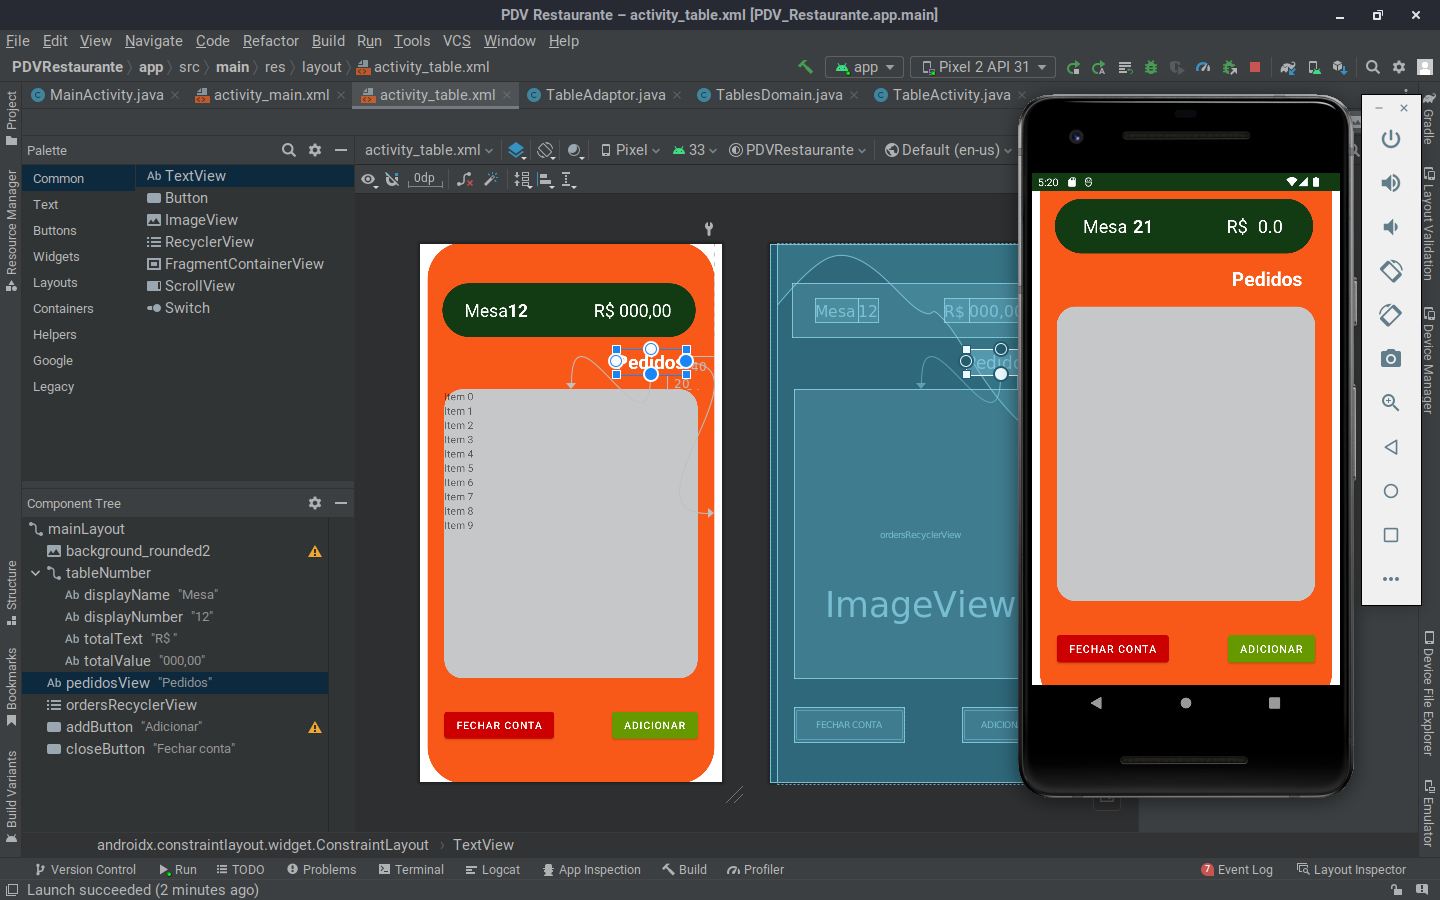 PDV Restaurante – activity_table.xml [PDV_Restaurante.app.main]
File Edit View Navigate Code Refactor Build Run Tools VCS Window Help
PDVRestaurante app src main res layout activity_table.xml
app Pixel 2 API 31
MainActivity.java activity_main.xml activity_table.xml TableAdaptor.java TablesDomain.java TableActivity.java
Project
Resource Manager
Structure
Bookmarks
Build Variants
Palette
Common
Text
Buttons
Widgets
Layouts
Containers
Helpers
Google
Legacy
Ab TextView
Button
ImageView
RecyclerView
FragmentContainerView
ScrollView
Switch
activity_table.xml Pixel 33 PDVRestaurante Default (en-us)
0dp
Component Tree
mainLayout
background_rounded2
tableNumber
Ab displayName "Mesa"
Ab displayNumber "12"
Ab totalText "R$ "
Ab totalValue "000,00"
Ab pedidosView "Pedidos"
ordersRecyclerView
addButton "Adicionar"
closeButton "Fechar conta"
Mesa12 R$ 000,00
Pedidos
40
20
Item 0
Item 1
Item 2
Item 3
Item 4
Item 5
Item 6
Item 7
Item 8
Item 9
FECHAR CONTA ADICIONAR
Mesa 12 R$ 000,00
Pedidos
ordersRecyclerView
ImageView
FECHAR CONTA ADICION
5:20
Mesa 21 R$ 0.0
Pedidos
FECHAR CONTA ADICIONAR
Gradle
Layout Validation
Device Manager
Device File Explorer
Emulator
androidx.constraintlayout.widget.ConstraintLayout TextView
Version Control Run TODO Problems Terminal Logcat App Inspection Build Profiler 7 Event Log Layout Inspector
Launch succeeded (2 minutes ago)